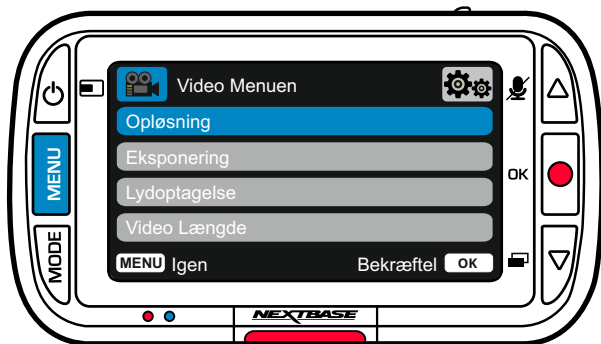 Video Menuen
Opløsning
Eksponering
MENU
OK
Lydoptagelse
Video Længde
MODE
MENU Igen
Bekræftel OK
NEXTBASE